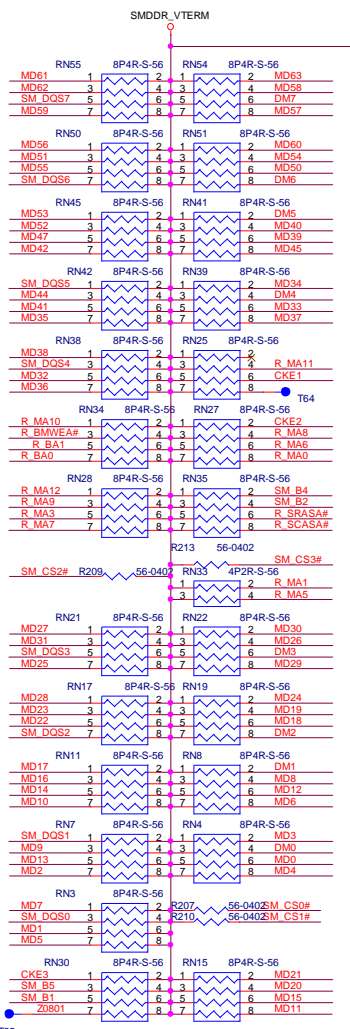 SMDDR_VTERM
RN55 8P4R-S-56 RN54 8P4R-S-56
MD61 1 2 1 2 MD63
MD62 3 4 3 4 MD58
SM_DQS7 5 6 5 6 DM7
MD59 7 8 7 8 MD57
RN50 8P4R-S-56 RN51 8P4R-S-56
MD56 1 2 1 2 MD60
MD51 3 4 3 4 MD54
MD55 5 6 5 6 MD50
SM_DQS6 7 8 7 8 DM6
RN45 8P4R-S-56 RN41 8P4R-S-56
MD53 1 2 1 2 DM5
MD52 3 4 3 4 MD40
MD47 5 6 5 6 MD39
MD42 7 8 7 8 MD45
RN42 8P4R-S-56 RN39 8P4R-S-56
SM_DQS5 1 2 1 2 MD34
MD44 3 4 3 4 DM4
MD41 5 6 5 6 MD33
MD35 7 8 7 8 MD37
RN38 8P4R-S-56 RN25 8P4R-S-56
MD38 1 2 1 2
SM_DQS4 3 4 3 4 R_MA11
MD32 5 6 5 6 CKE1
MD36 7 8 7 8 T64
RN34 8P4R-S-56 RN27 8P4R-S-56
R_MA10 1 2 1 2 CKE2
R_BMWEA# 3 4 3 4 R_MA8
R_BA1 5 6 5 6 R_MA6
R_BA0 7 8 7 8 R_MA0
RN28 8P4R-S-56 RN35 8P4R-S-56
R_MA12 1 2 1 2 SM_B4
R_MA9 3 4 3 4 SM_B2
R_MA3 5 6 5 6 R_SRASA#
R_MA7 7 8 7 8 R_SCASA#
R213 56-0402 SM_CS3#
SM_CS2# R209 56-0402 RN33 4P2R-S-56
1 2 R_MA1
3 4 R_MA5
RN21 8P4R-S-56 RN22 8P4R-S-56
MD27 1 2 1 2 MD30
MD31 3 4 3 4 MD26
SM_DQS3 5 6 5 6 DM3
MD25 7 8 7 8 MD29
RN17 8P4R-S-56 RN19 8P4R-S-56
MD28 1 2 1 2 MD24
MD23 3 4 3 4 MD19
MD22 5 6 5 6 MD18
SM_DQS2 7 8 7 8 DM2
RN11 8P4R-S-56 RN8 8P4R-S-56
MD17 1 2 1 2 DM1
MD16 3 4 3 4 MD8
MD14 5 6 5 6 MD12
MD10 7 8 7 8 MD6
RN7 8P4R-S-56 RN4 8P4R-S-56
SM_DQS1 1 2 1 2 MD3
MD9 3 4 3 4 DM0
MD13 5 6 5 6 MD0
MD2 7 8 7 8 MD4
RN3 8P4R-S-56
MD7 1 2 R207 56-0402 SM_CS0#
SM_DQS0 3 4 R210 56-0402 SM_CS1#
MD1 5 6
MD5 7 8
RN30 8P4R-S-56 RN15 8P4R-S-56
CKE3 1 2 1 2 MD21
SM_B5 3 4 3 4 MD20
SM_B1 5 6 5 6 MD15
Z0801 7 8 7 8 MD11